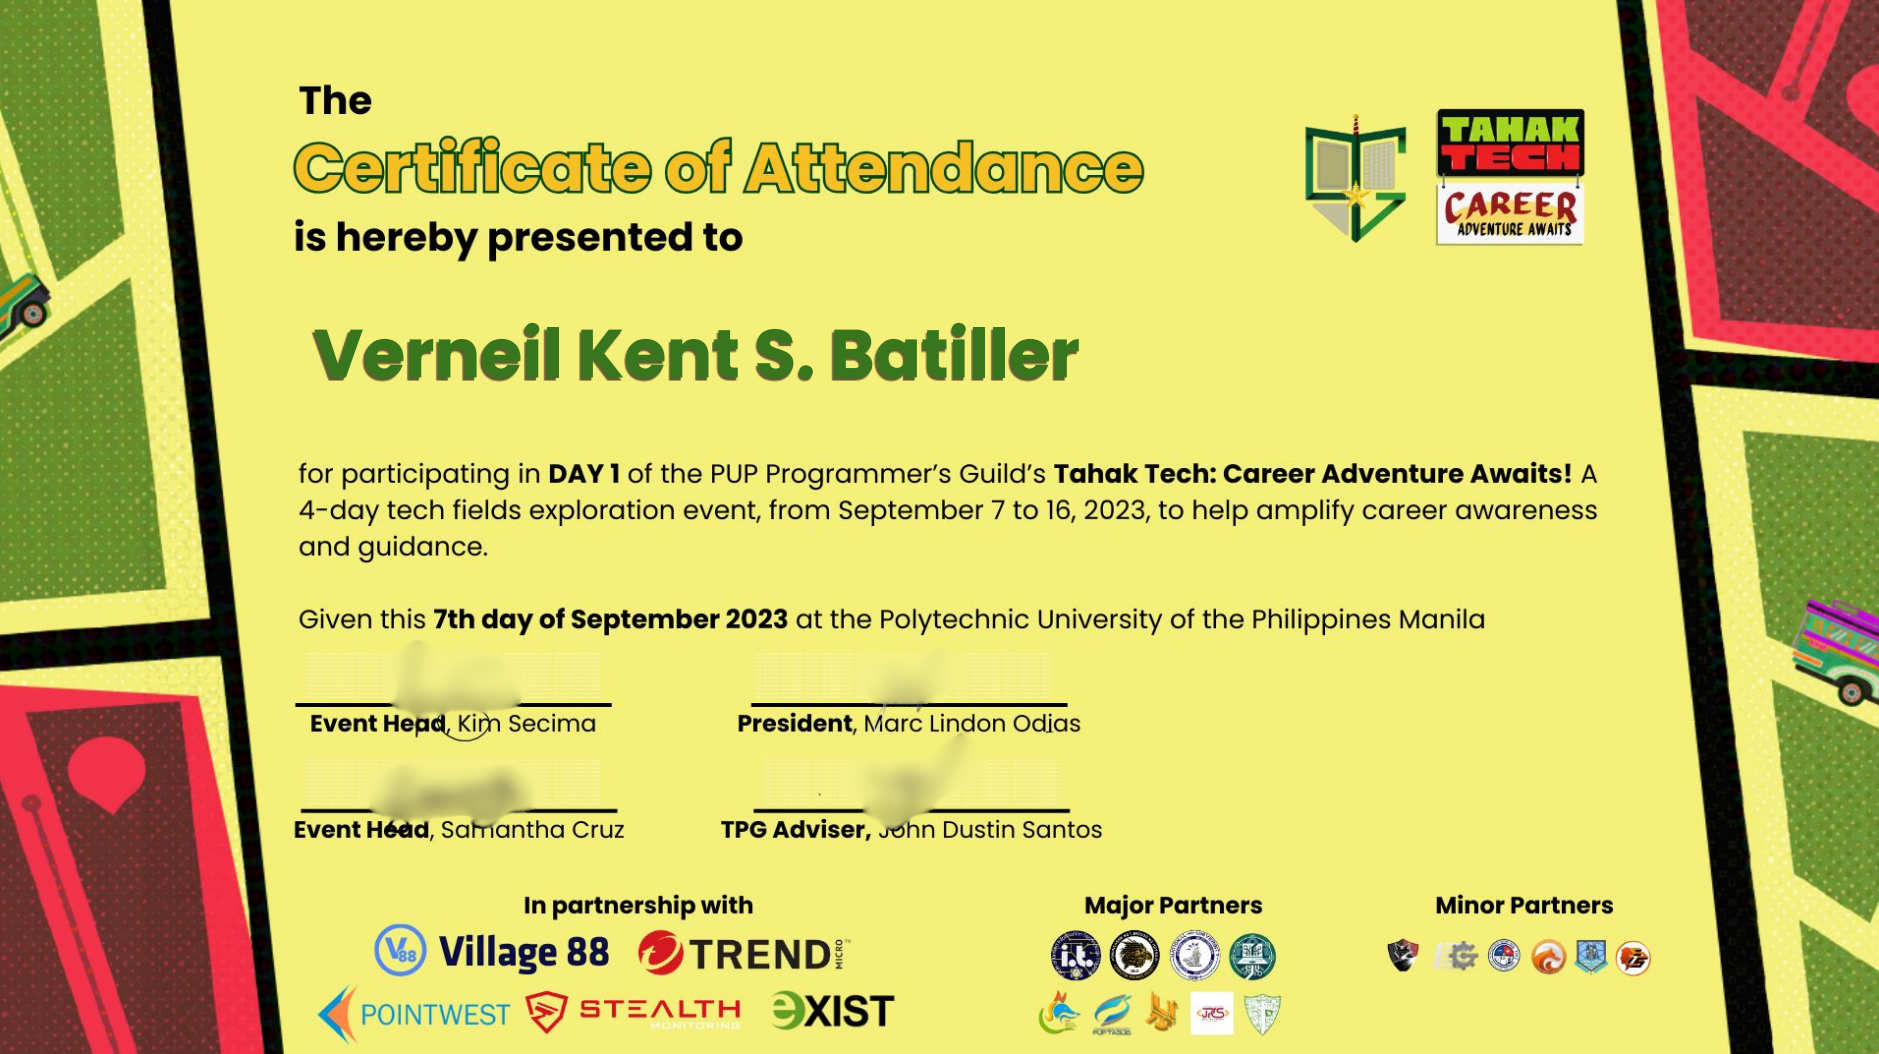 The
Certificate of Attendance
is hereby presented to
TAHAK
TECH
CAREER
ADVENTURE AWAITS
Verneil Kent S. Batiller
for participating in DAY 1 of the PUP Programmer’s Guild’s Tahak Tech: Career Adventure Awaits! A
4-day tech fields exploration event, from September 7 to 16, 2023, to help amplify career awareness
and guidance.
Given this 7th day of September 2023 at the Polytechnic University of the Philippines Manila
Event Head, Kim Secima
President, Marc Lindon Odias
Event Head, Samantha Cruz
TPG Adviser, John Dustin Santos
In partnership with
V88 Village 88
TREND MICRO™
POINTWEST
STEALTH
MONITORING
eXIST
Major Partners
i.t.
JRS
Minor Partners